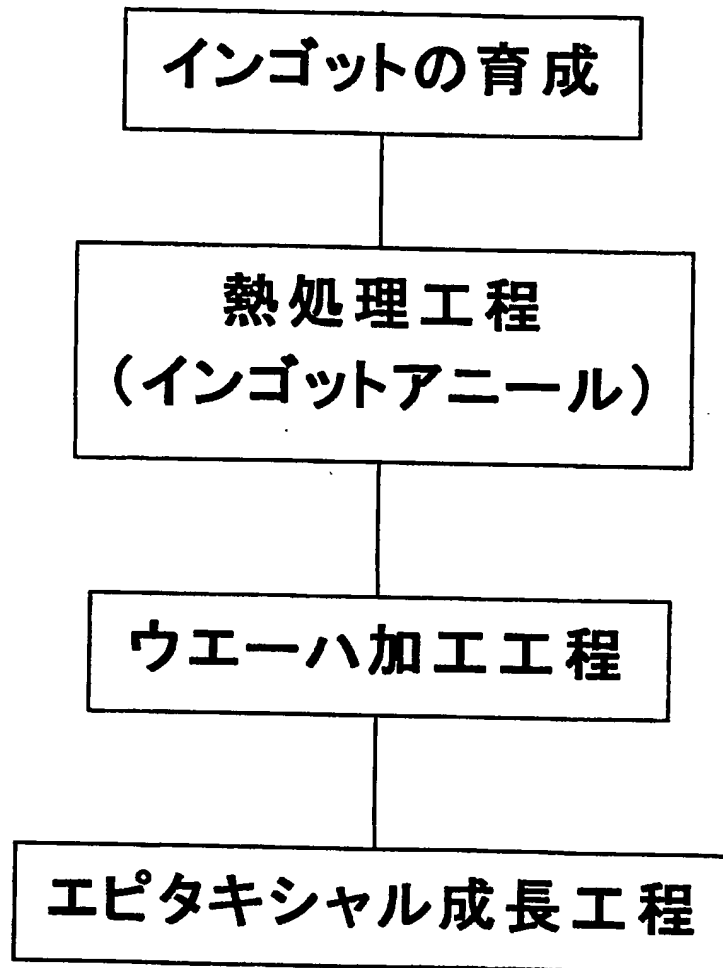 インゴットの育成
熱処理工程
(インゴットアニール)
ウエーハ加工工程
エピタキシャル成長工程